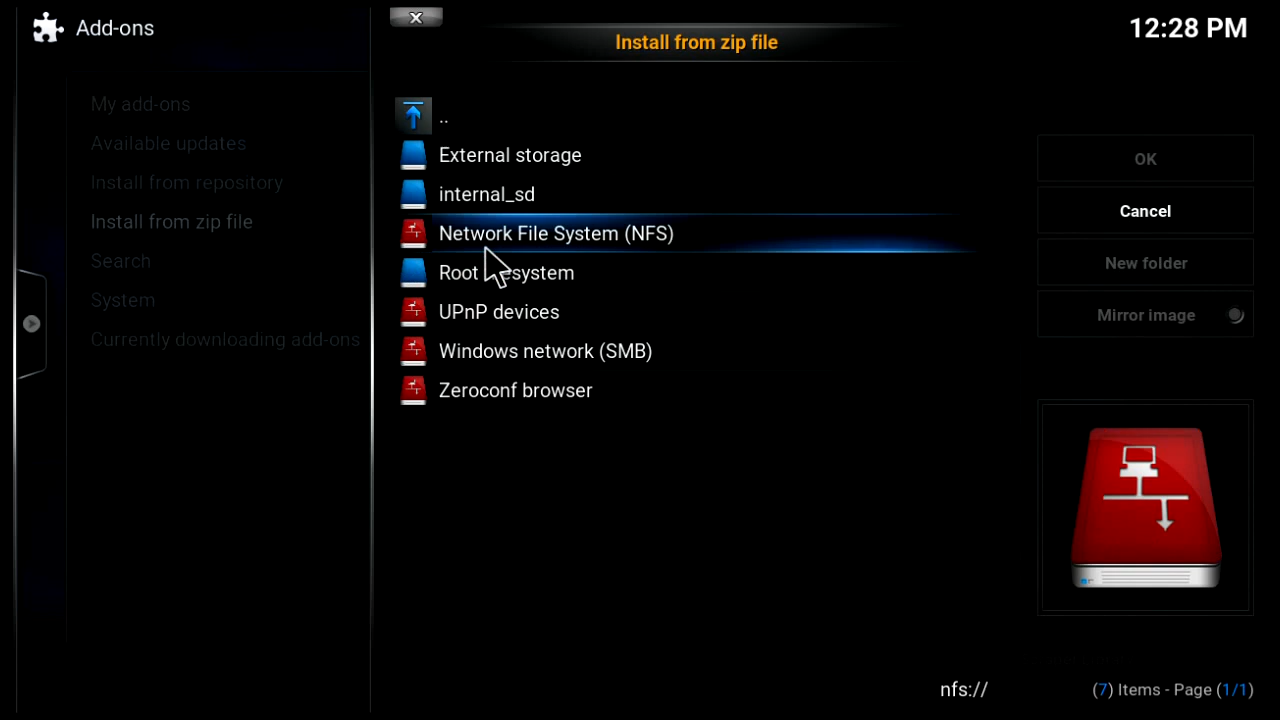 Add-ons
My add-ons
Available updates
Install from repository
Install from zip file
Search
System
Currently downloading add-ons
Install from zip file
..
External storage
internal_sd
Network File System (NFS)
Root system
UPnP devices
Windows network (SMB)
Zeroconf browser
12:28 PM
OK
Cancel
New folder
Mirror image
nfs://
(7) Items - Page (1/1)